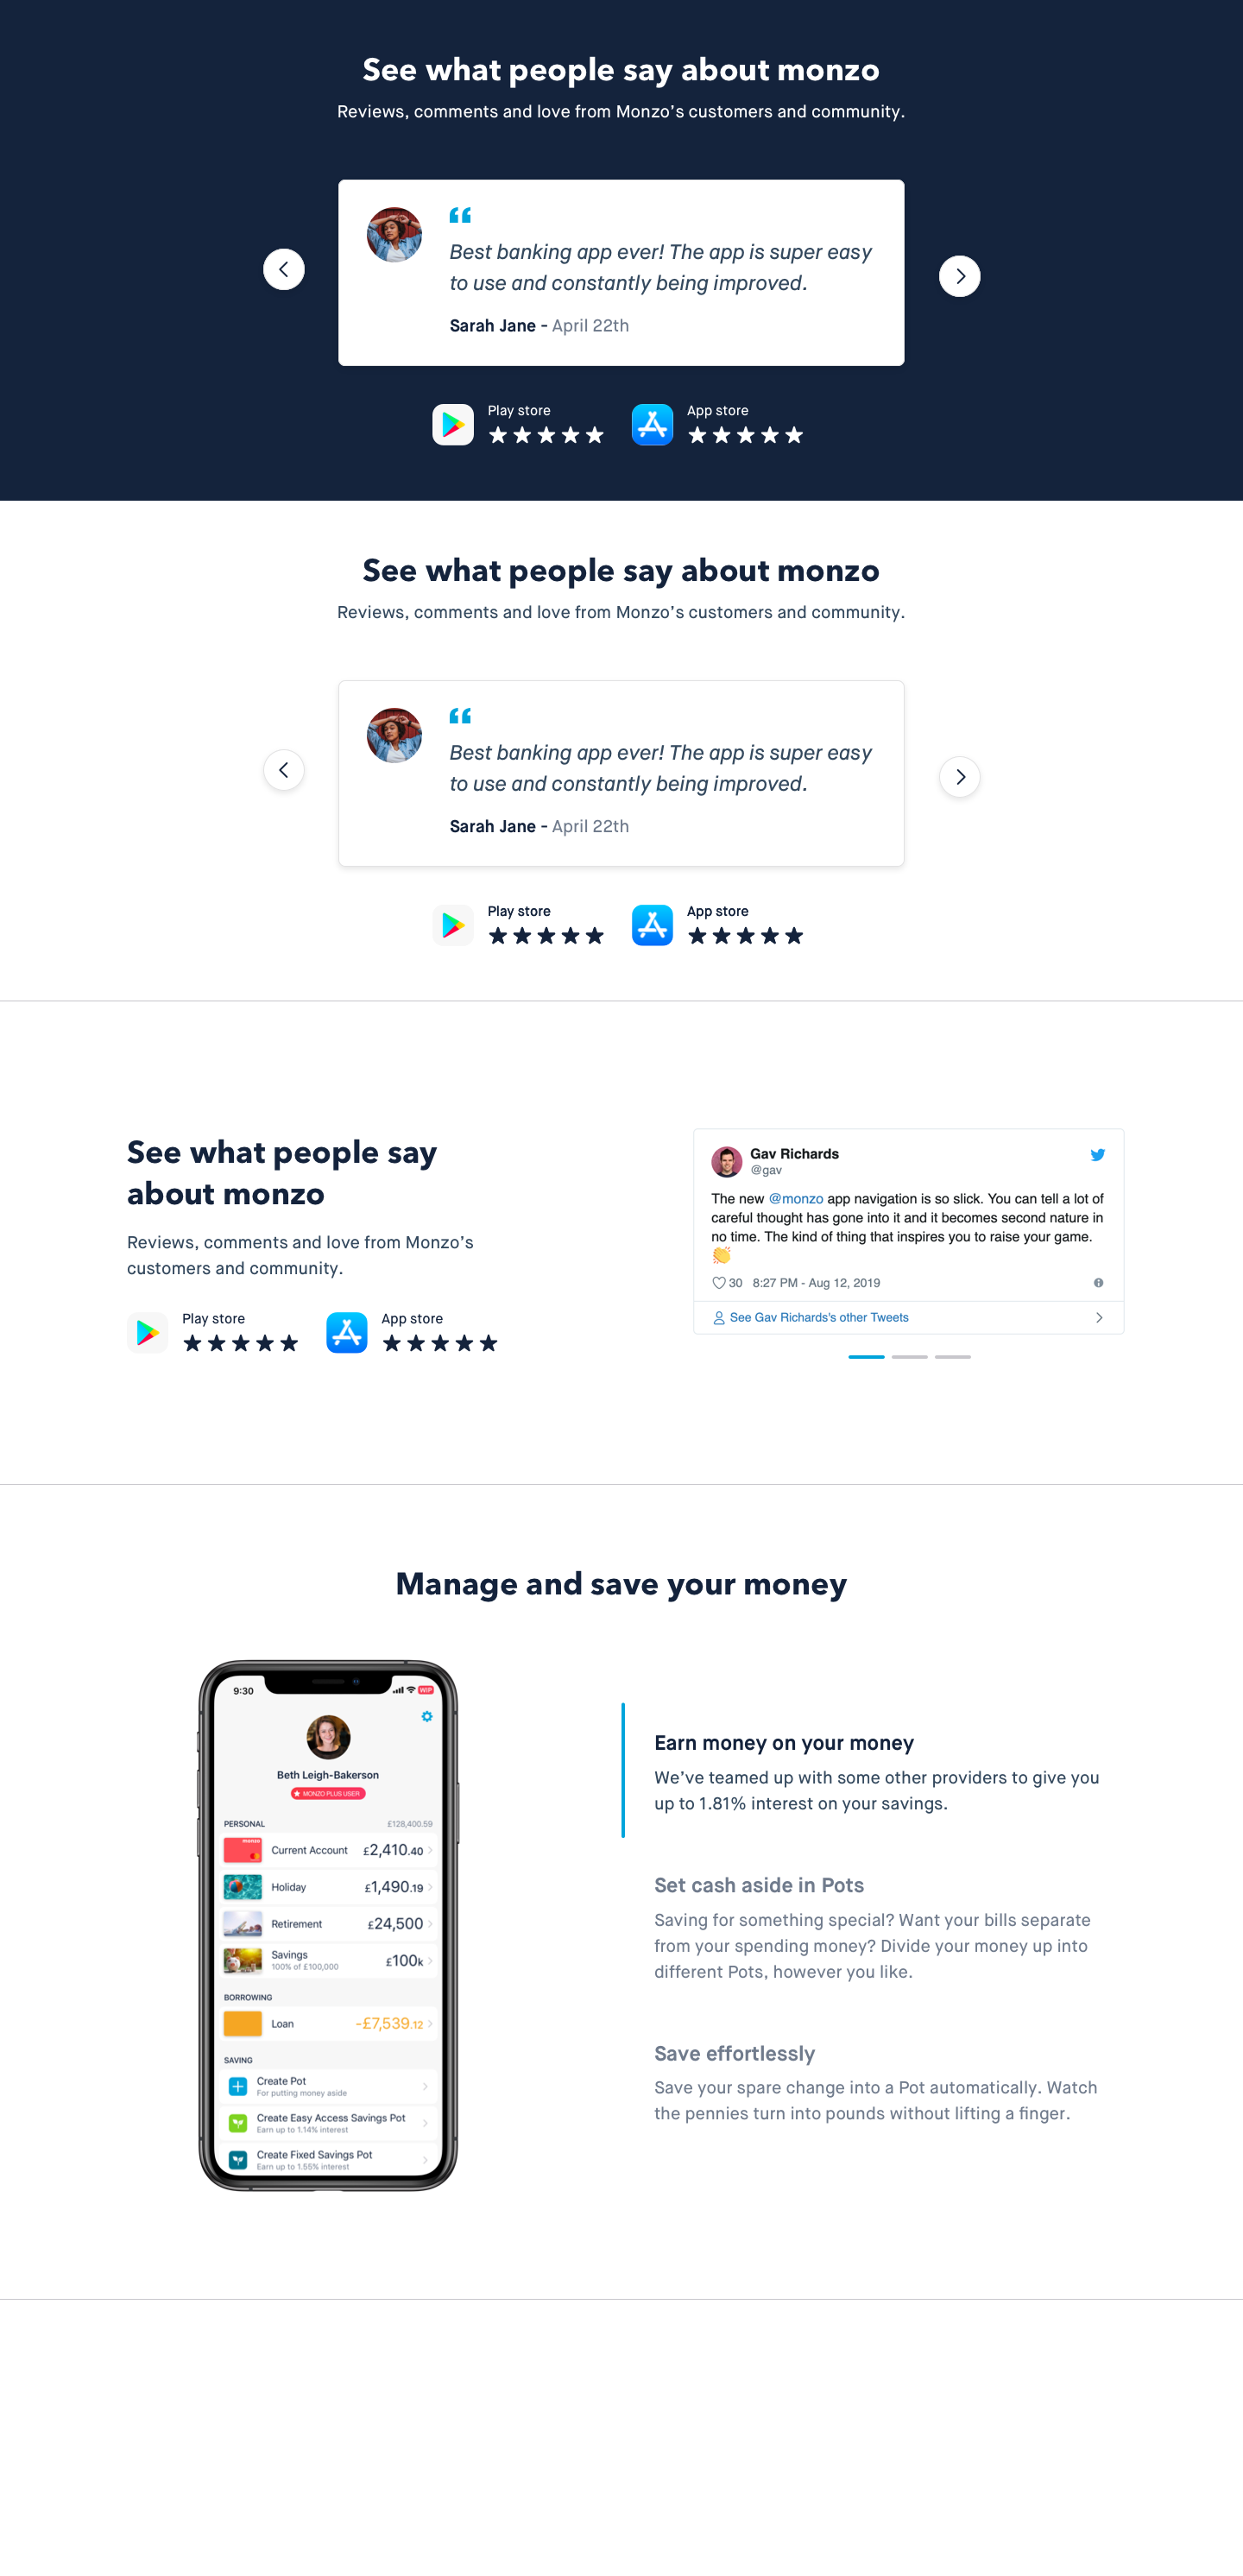 See what people say about monzo
Reviews, comments and love from Monzo’s customers and community.
Best banking app ever! The app is super easy
to use and constantly being improved.
Sarah Jane - April 22th
Play store
App store
See what people say about monzo
Reviews, comments and love from Monzo’s customers and community.
Best banking app ever! The app is super easy
to use and constantly being improved.
Sarah Jane - April 22th
Play store
App store
See what people say
about monzo
Reviews, comments and love from Monzo’s
customers and community.
Play store
App store
Gav Richards
@gav
The new @monzo app navigation is so slick. You can tell a lot of
careful thought has gone into it and it becomes second nature in
no time. The kind of thing that inspires you to raise your game.
👏
30 8:27 PM - Aug 12, 2019
See Gav Richards's other Tweets
Manage and save your money
9:30
WIP
Beth Leigh-Bakerson
MONZO PLUS USER
PERSONAL £128,400.59
monzo
Current Account £2,410.40
Holiday £1,490.19
Retirement £24,500
Savings £100k
100% of £100,000
BORROWING
Loan -£7,539.12
SAVING
Create Pot
For putting money aside
Create Easy Access Savings Pot
Earn up to 1.14% interest
Create Fixed Savings Pot
Earn up to 1.55% interest
Earn money on your money
We’ve teamed up with some other providers to give you
up to 1.81% interest on your savings.
Set cash aside in Pots
Saving for something special? Want your bills separate
from your spending money? Divide your money up into
different Pots, however you like.
Save effortlessly
Save your spare change into a Pot automatically. Watch
the pennies turn into pounds without lifting a finger.